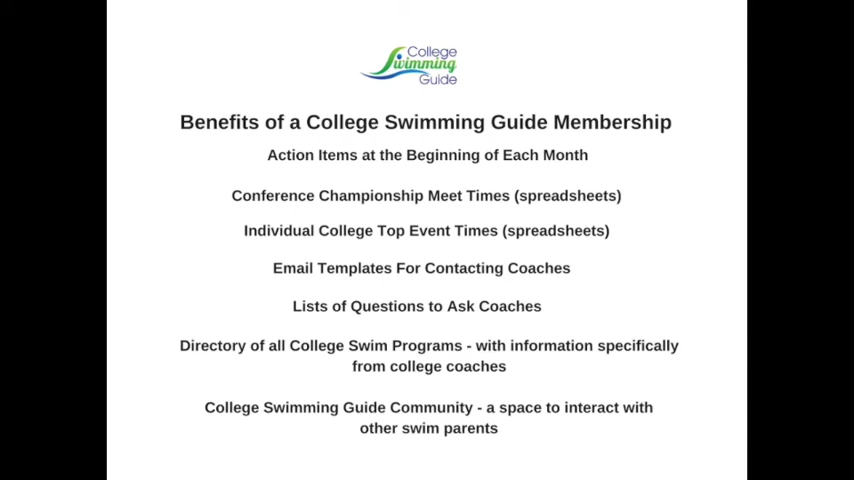 College
Swimming
Guide
Benefits of a College Swimming Guide Membership
Action Items at the Beginning of Each Month
Conference Championship Meet Times (spreadsheets)
Individual College Top Event Times (spreadsheets)
Email Templates For Contacting Coaches
Lists of Questions to Ask Coaches
Directory of all College Swim Programs - with information specifically
from college coaches
College Swimming Guide Community - a space to interact with
other swim parents